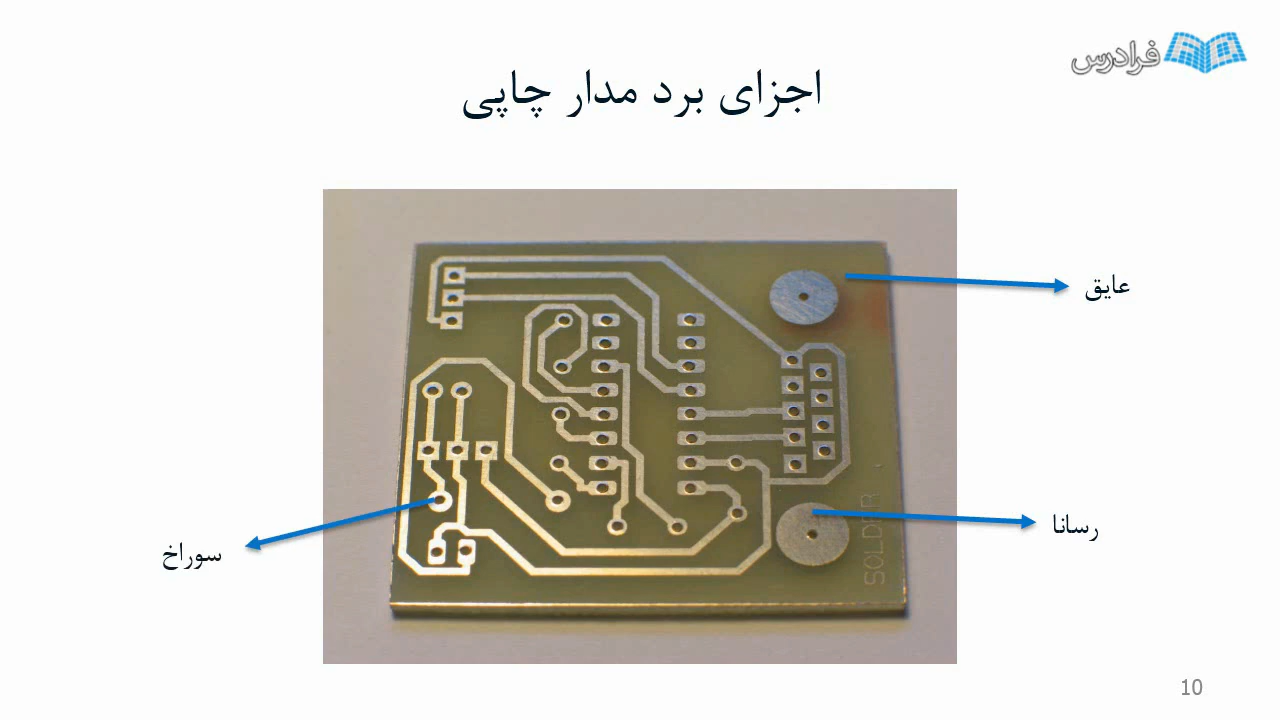 فرادرس
اجزای برد مدار چاپی
عایق
رسانا
سوراخ
SOLDER
10